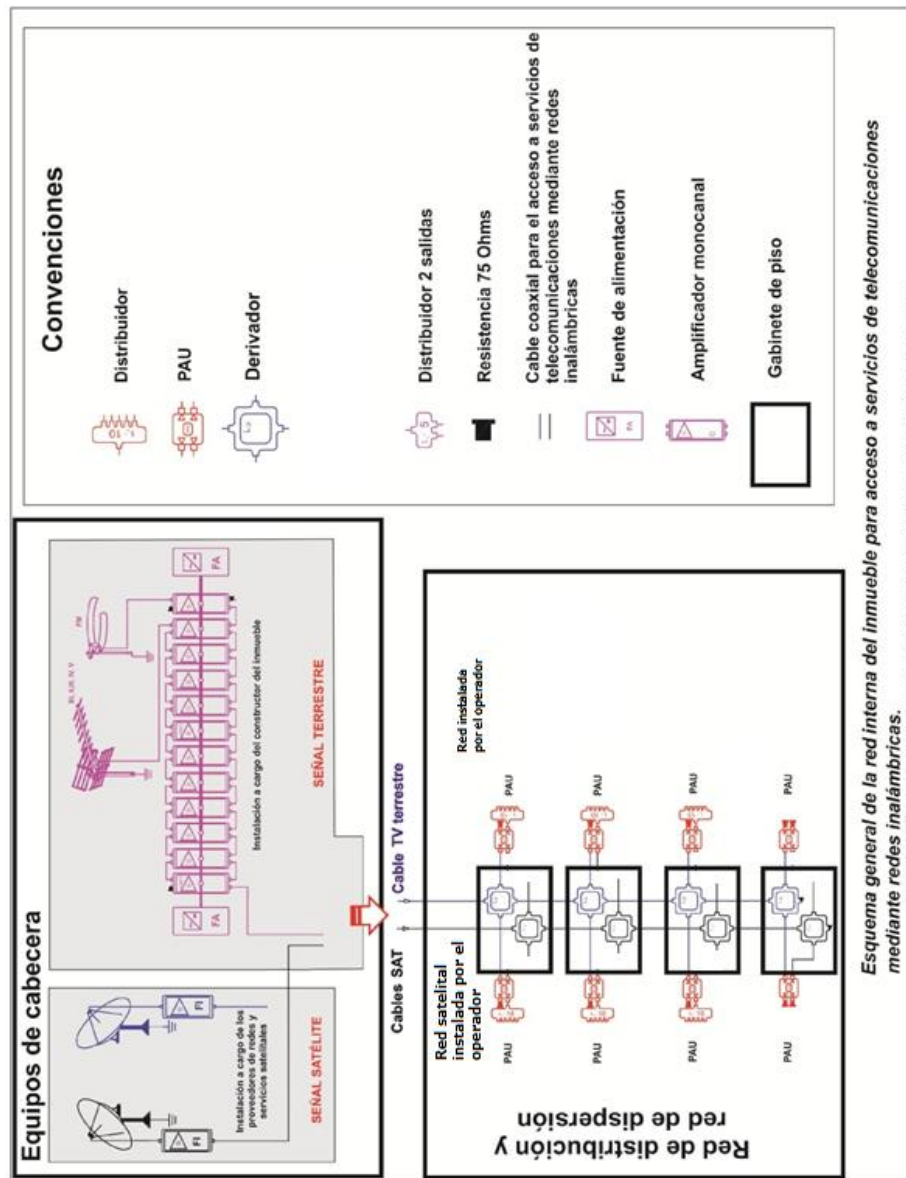 Equipos de cabecera
Instalación a cargo de los
proveedores de redes y
servicios satelitales
SEÑAL SATÉLITE
FI
FI
FM
FA
FA
Instalación a cargo del constructor del inmueble
SEÑAL TERRESTRE
Cables SAT
Cable TV terrestre
Red de distribución y
red de dispersión
Red satelital
instalada por el
operador
Red instalada
por el operador
PAU
PAU
PAU
PAU
PAU
PAU
PAU
PAU
Convenciones
Distribuidor
PAU
Derivador
Distribuidor 2 salidas
Resistencia 75 Ohms
Cable coaxial para el acceso a servicios de
telecomunicaciones mediante redes
inalámbricas
Fuente de alimentación
FA
Amplificador monocanal
Gabinete de piso
Esquema general de la red interna del inmueble para acceso a servicios de telecomunicaciones
mediante redes inalámbricas.